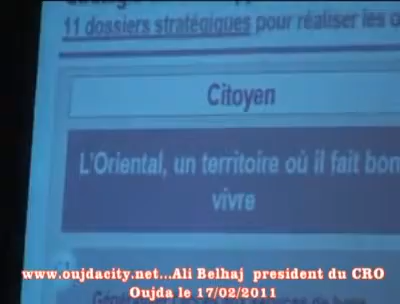 11 dossiers stratégiques pour réaliser les
Citoyen
L'Oriental, un territoire où il fait bon
vivre
www.oujdacity.net...Ali Belhaj president du CRO
Oujda le 17/02/2011